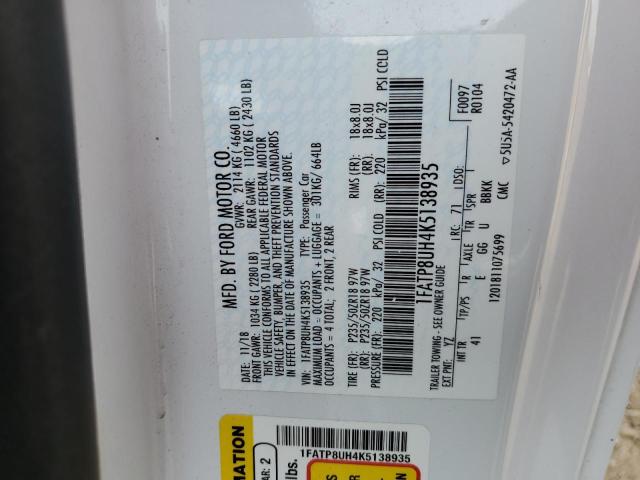 MFD. BY FORD MOTOR CO.
11/18
GVWR: 2114 KG ( 4660 LB)
FRONT GAWR: 1034 KG ( 2280 LB)
REAR GAWR: 1102 KG ( 2430 LB)
THIS VEHICLE CONFORMS TO ALL APPLICABLE FEDERAL MOTOR
VEHICLE SAFETY, BUMPER, AND THEFT PREVENTION STANDARDS
IN EFFECT ON THE DATE OF MANUFACTURE SHOWN ABOVE.
VIN: 1FATP8UH4K5138935 TYPE: Passenger Car
MAXIMUM LOAD = OCCUPANTS + LUGGAGE = 301KG/ 664LB
OCCUPANTS = 4 TOTAL; 2 FRONT, 2 REAR
TIRE (FR): P235/50ZR18 97W RIMS (FR): 18x8.0J
(RR): P235/50ZR18 97W (RR): 18x8.0J
PRESSURE (FR): 220 kPa/ 32 PSI COLD (RR): 220 kPa/ 32 PSI CCLD
1FATP8UH4K5138935
TRAILER TOWING - SEE OWNER GUIDE
F0097
R0104
EXT PNT: YZ LRC: 71 DSO:
INT TR TP/PS R AXLE TR SPR
41 E GG U I
1201811075699 BBKK
CMC
5U5A-5420472-AA
1FATP8UH4K5138935
MATION
AR: 2
lbs.